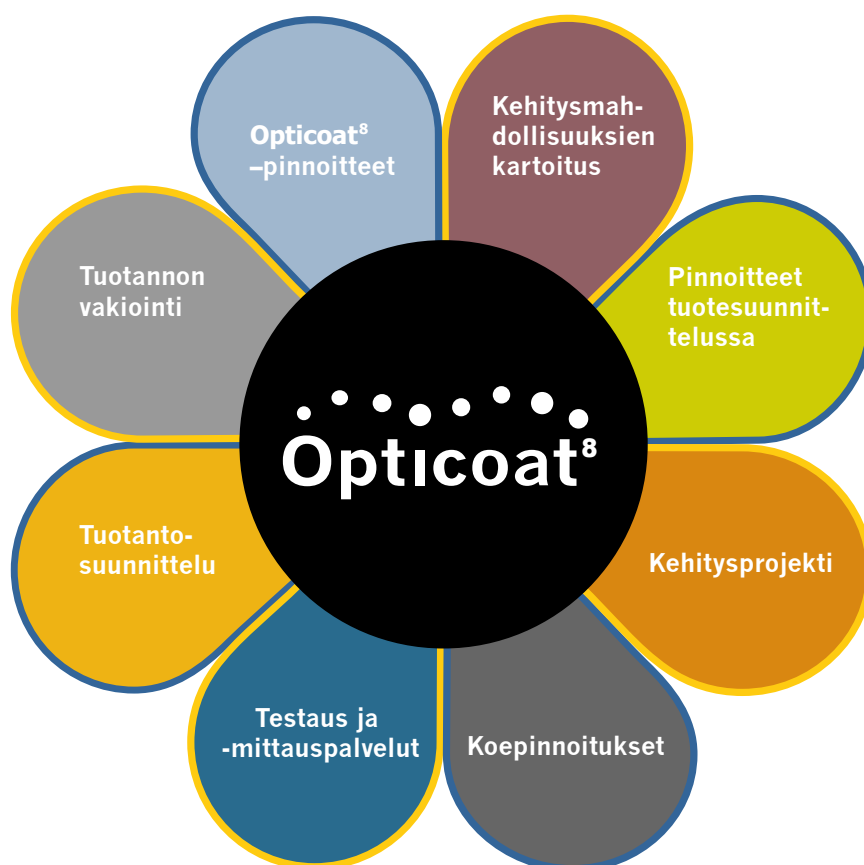 Opticoat⁸
–pinnoitteet
Kehitysmah-
dollisuuksien
kartoitus
Pinnoitteet
tuotesuunnit-
telussa
Kehitysprojekti
Koepinnoitukset
Testaus ja
-mittauspalvelut
Tuotanto-
suunnittelu
Tuotannon
vakiointi
Opticoat⁸